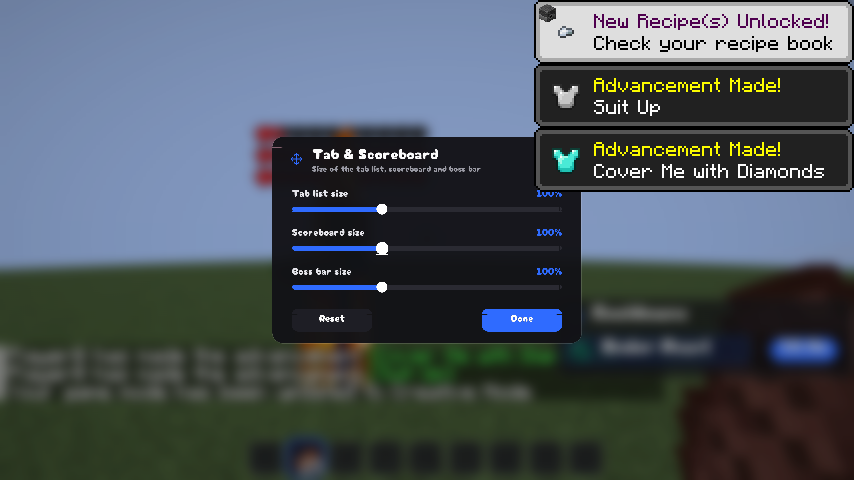 New Recipe(s) Unlocked!
Check your recipe book
Advancement Made!
Suit Up
Advancement Made!
Cover Me with Diamonds
Tab & Scoreboard
Size of the tab list, scoreboard and boss bar
Tab list size
100%
Scoreboard size
100%
Boss bar size
100%
Reset
Done